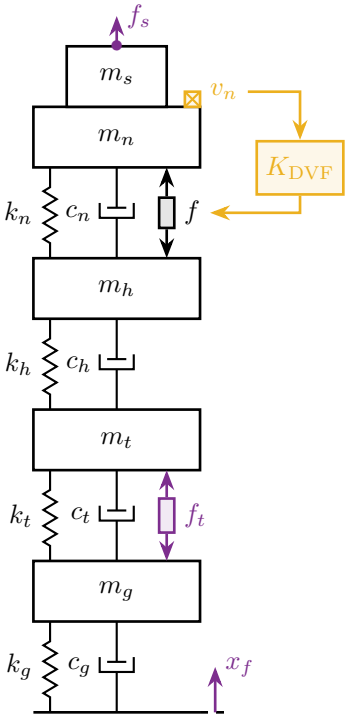 f_s
m_s
v_n
m_n
K_DVF
k_n c_n f
m_h
k_h c_h
m_t
k_t c_t f_t
m_g
x_f
k_g c_g